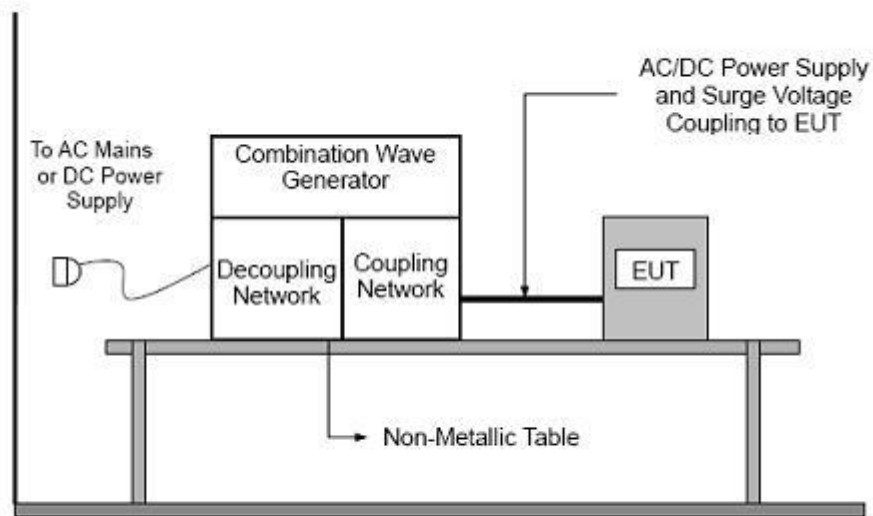 AC/DC Power Supply
and Surge Voltage
Coupling to EUT
To AC Mains
or DC Power
Supply
Combination Wave
Generator
Decoupling
Network
Coupling
Network
EUT
Non-Metallic Table